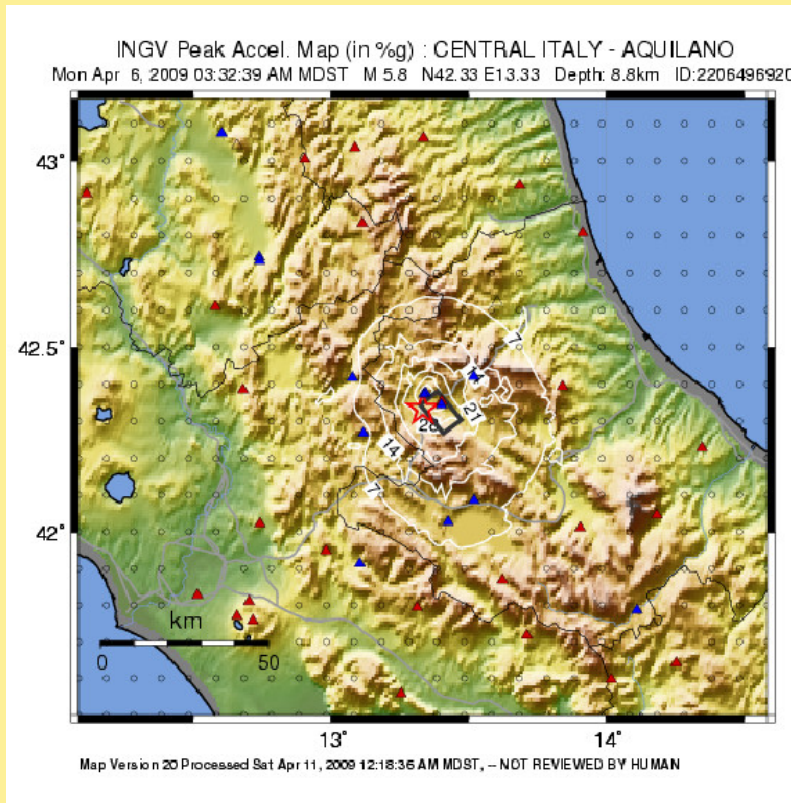 INGV Peak Accel. Map (in %g) : CENTRAL ITALY - AQUILANO
Mon Apr 6, 2009 03:32:39 AM MDST M 5.8 N42.33 E13.33 Depth: 8.8km ID:2206496920
43°
42.5°
7
14
21
28
14
7
42°
km
0 50
13° 14°
Map Version 20 Processed Sat Apr 11, 2009 12:18:36 AM MDST, -- NOT REVIEWED BY HUMAN